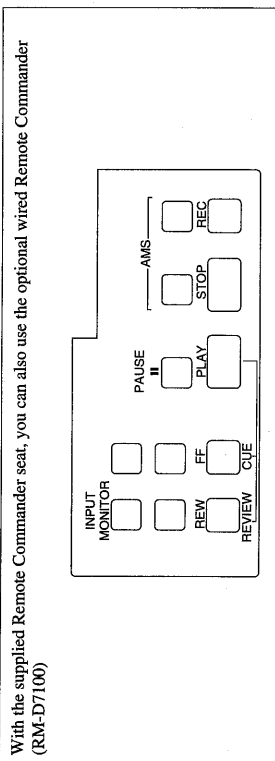 With the supplied Remote Commander seat, you can also use the optional wired Remote Commander
(RM-D7100)
INPUT
MONITOR
PAUSE
AMS
REW
FF
PLAY
STOP
REC
REVIEW
CUE